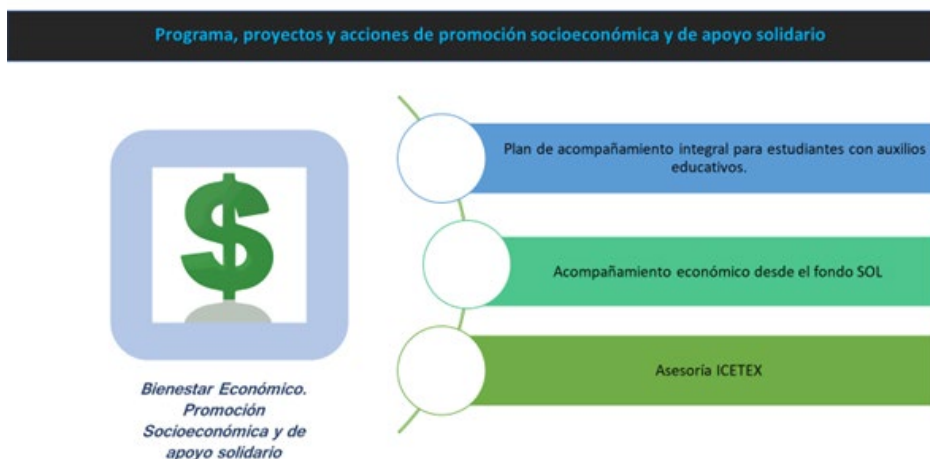 Programa, proyectos y acciones de promoción socioeconómica y de apoyo solidario
Plan de acompañamiento integral para estudiantes con auxilios
educativos.
Acompañamiento económico desde el fondo SOL
Asesoría ICETEX
Bienestar Económico.
Promoción
Socioeconómica y de
apoyo solidario